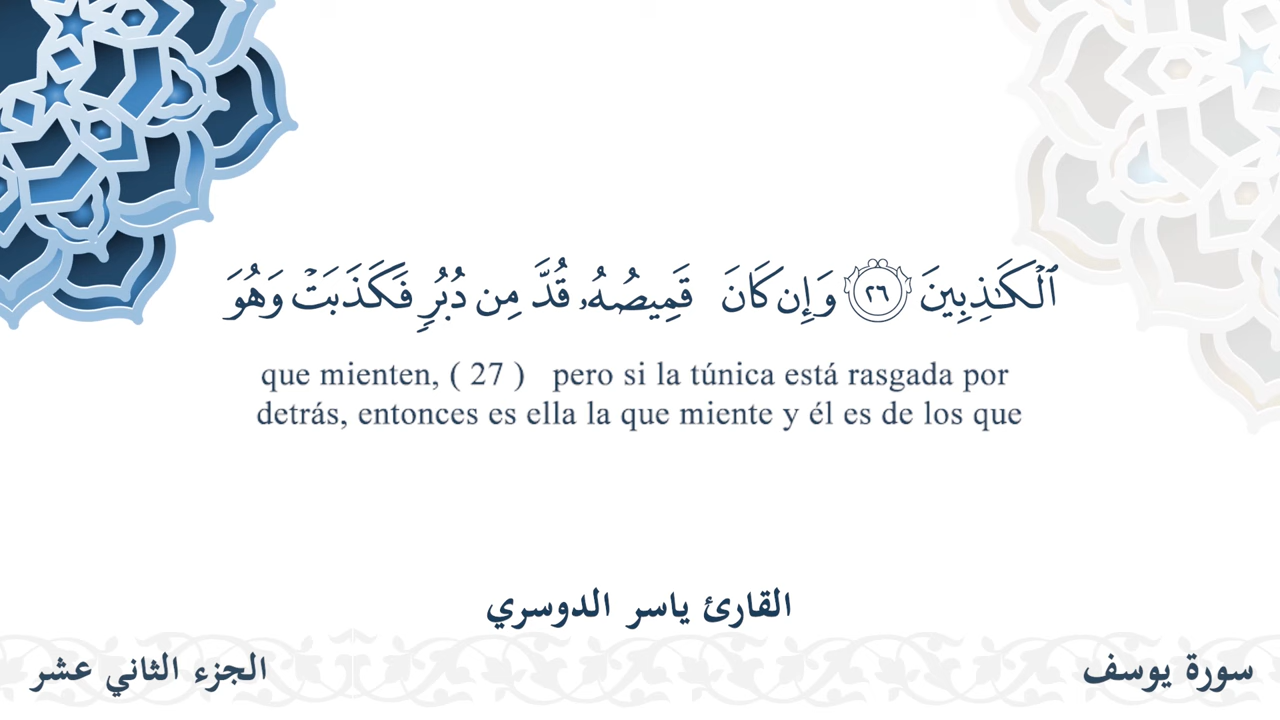 ٱلۡكَٰذِبِينَ ٢٦ وَإِن كَانَ قَمِيصُهُۥ قُدَّ مِن دُبُرٖ فَكَذَبَتۡ وَهُوَ
que mienten, ( 27 ) pero si la túnica está rasgada por
detrás, entonces es ella la que miente y él es de los que
القارئ ياسر الدوسري
سورة يوسف
الجزء الثاني عشر